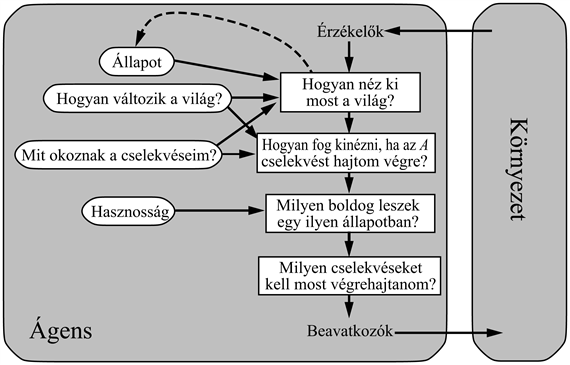 Érzékelők
Állapot
Hogyan néz ki
most a világ?
Hogyan változik a világ?
Hogyan fog kinézni, ha az A
cselekvést hajtom végre?
Mit okoznak a cselekvéseim?
Hasznosság
Milyen boldog leszek
egy ilyen állapotban?
Milyen cselekvéseket
kell most végrehajtanom?
Beavatkozók
Ágens
Környezet